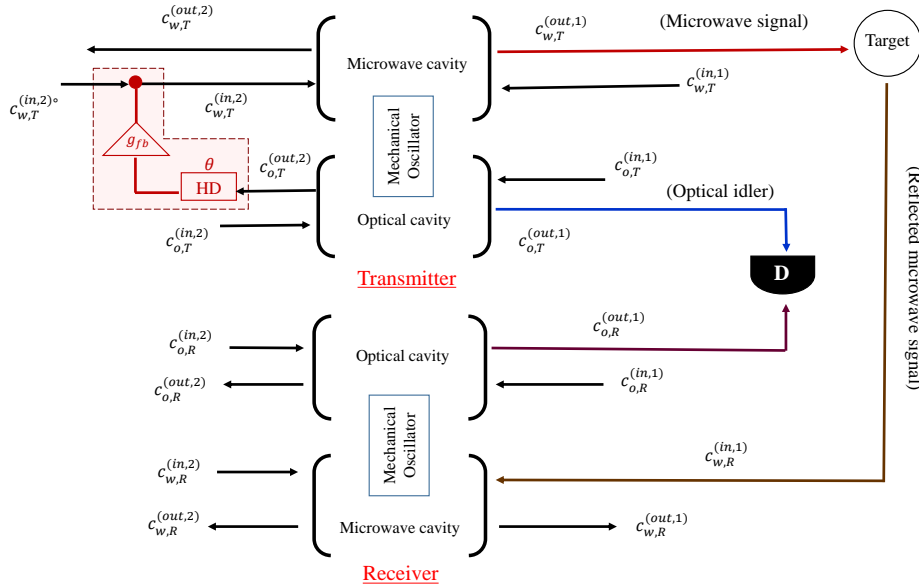 c_{w,T}^{(out,2)}
c_{w,T}^{(out,1)}
(Microwave signal)
Target
Microwave cavity
c_{w,T}^{(in,2)∘}
c_{w,T}^{(in,2)}
c_{w,T}^{(in,1)}
g_{fb}
Mechanical
Oscillator
θ
HD
c_{o,T}^{(out,2)}
c_{o,T}^{(in,1)}
(Optical idler)
c_{o,T}^{(in,2)}
Optical cavity
c_{o,T}^{(out,1)}
(Reflected microwave signal)
D
Transmitter
c_{o,R}^{(in,2)}
c_{o,R}^{(out,1)}
Optical cavity
c_{o,R}^{(out,2)}
c_{o,R}^{(in,1)}
Mechanical
Oscillator
c_{w,R}^{(in,2)}
c_{w,R}^{(in,1)}
c_{w,R}^{(out,2)}
Microwave cavity
c_{w,R}^{(out,1)}
Receiver